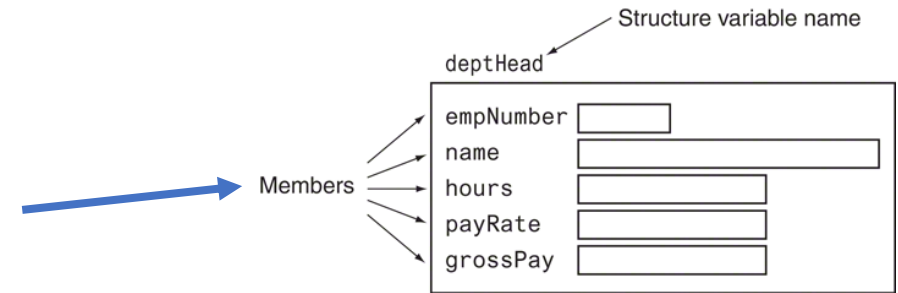 Structure variable name
deptHead
empNumber
name
Members
hours
payRate
grossPay